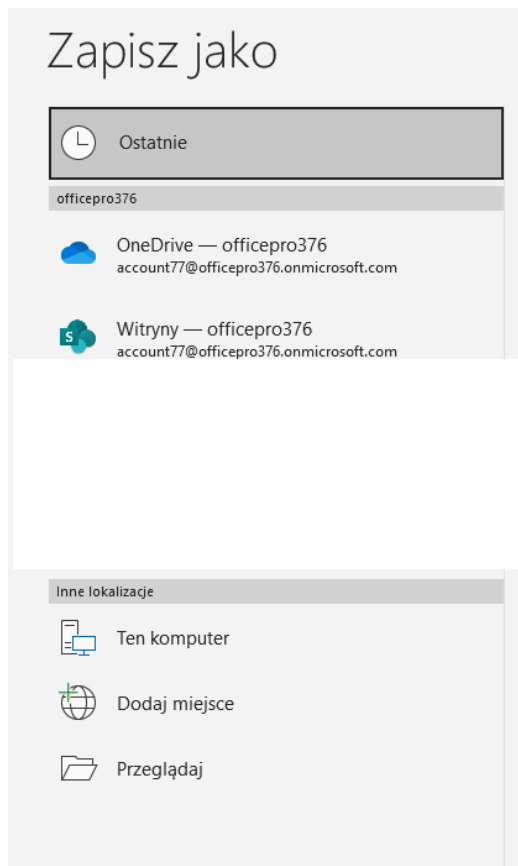 Zapisz jako
Ostatnie
officepro376
OneDrive — officepro376
account77@officepro376.onmicrosoft.com
Witryny — officepro376
S
account77@officepro376.onmicrosoft.com
Inne lokalizacje
Ten komputer
Dodaj miejsce
Przeglądaj